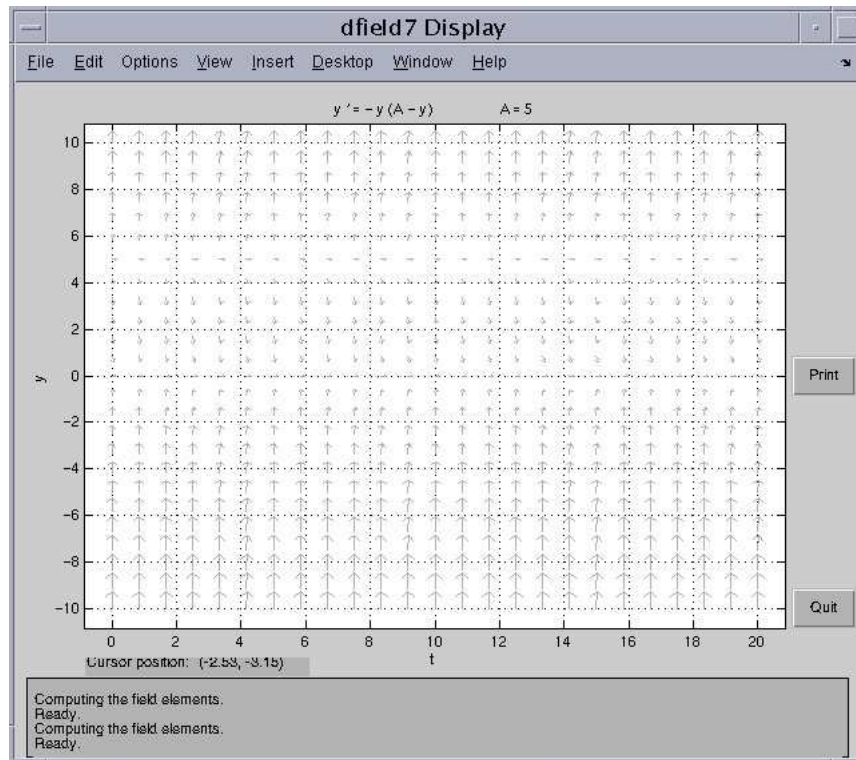 dfield7 Display
File Edit Options View Insert Desktop Window Help
y ' = − y (A − y) A = 5
10
8
6
4
2
0
−2
−4
−6
−8
−10
y
0 2 4 6 8 10 12 14 16 18 20
t
Print
Quit
Cursor position: (-2.53, -3.15)
Computing the field elements.
Ready.
Computing the field elements.
Ready.